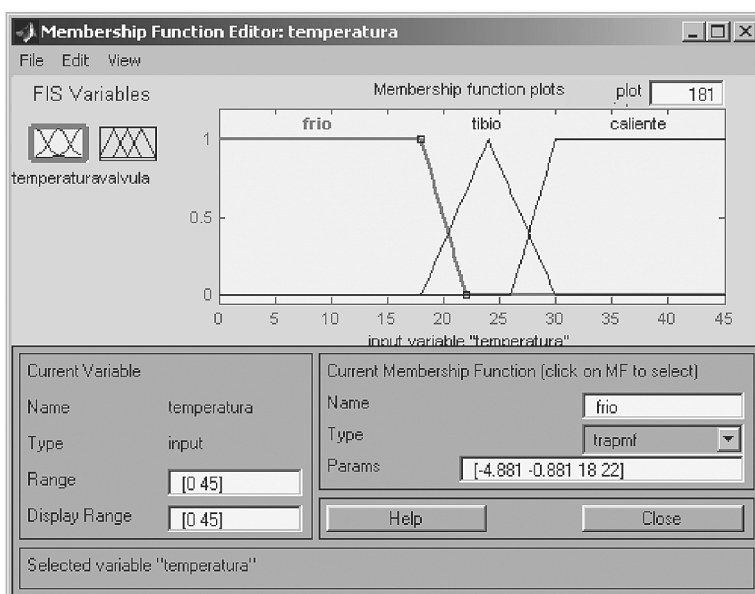 Membership Function Editor: temperatura
File Edit View
FIS Variables
Membership function plots
plot
181
temperatura
valvula
frio
tibio
caliente
1
0.5
0
0 5 10 15 20 25 30 35 40 45
input variable "temperatura"
Current Variable
Name temperatura
Type input
Range [0 45]
Display Range [0 45]
Current Membership Function (click on MF to select)
Name frio
Type trapmf
Params [-4.881 -0.881 18 22]
Help
Close
Selected variable "temperatura"